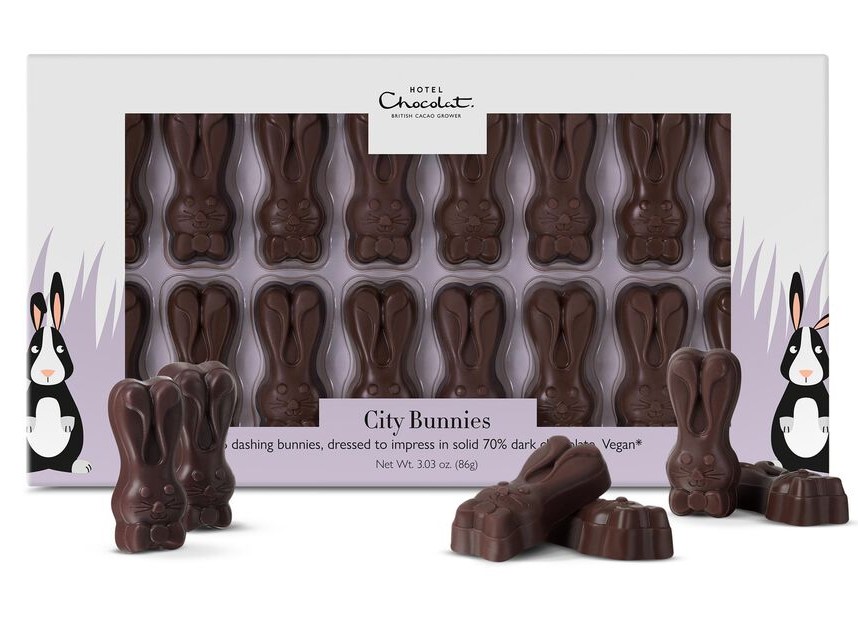 HOTEL
Chocolat.
BRITISH CACAO GROWER
City Bunnies
dashing bunnies, dressed to impress in solid 70% dark Vegan*
Net Wt. 3.03 oz. (86g)